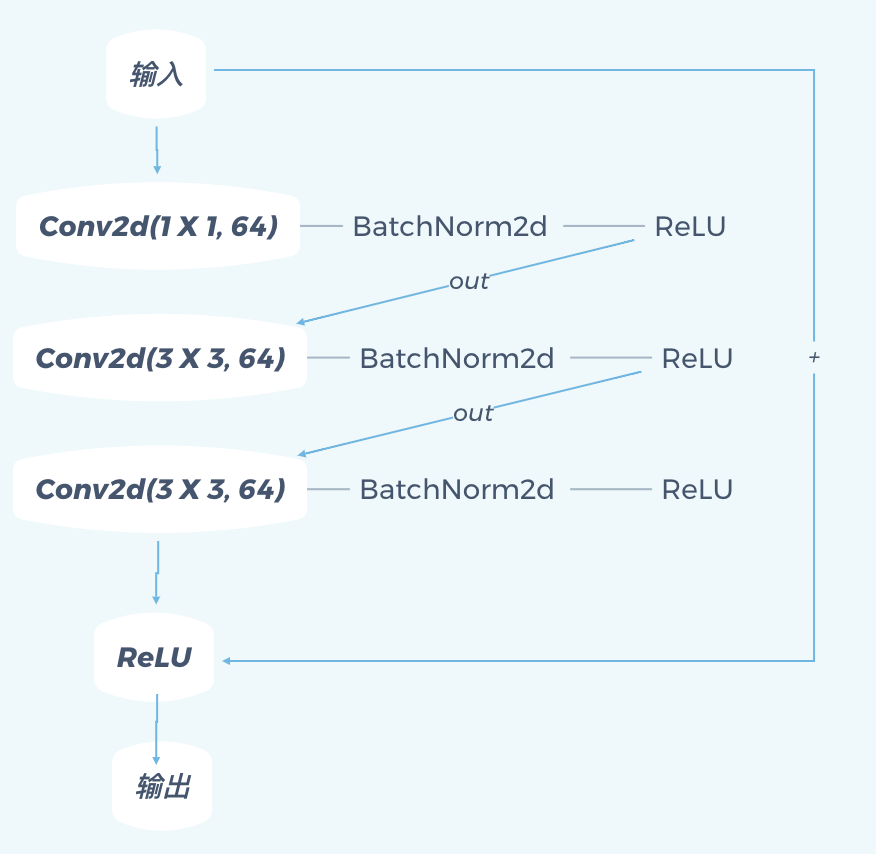 输入
Conv2d(1 X 1, 64) BatchNorm2d ReLU
out
Conv2d(3 X 3, 64) BatchNorm2d ReLU +
out
Conv2d(3 X 3, 64) BatchNorm2d ReLU
ReLU
输出